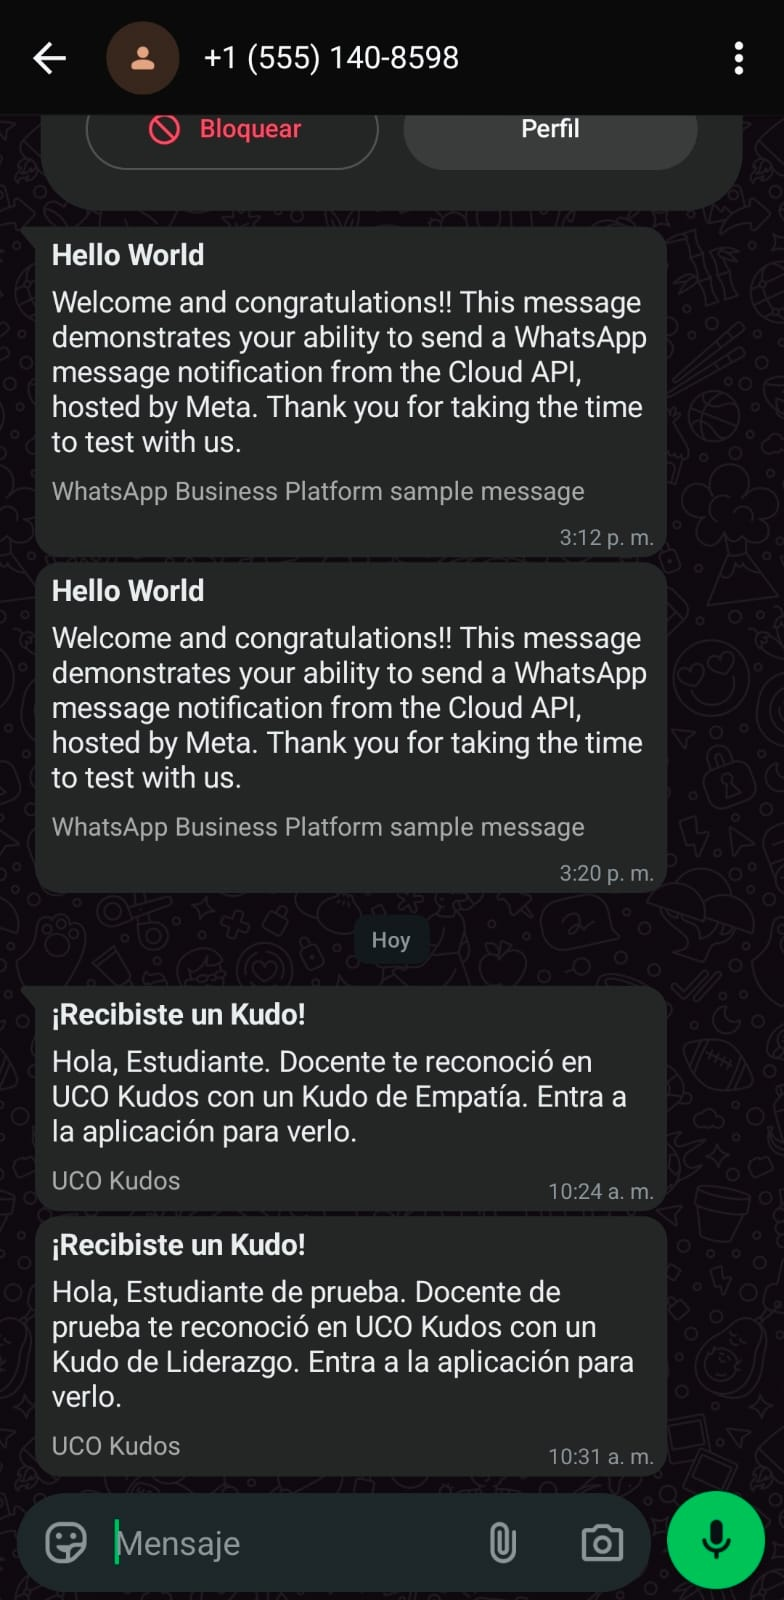 +1 (555) 140-8598
Bloquear
Perfil
Hello World
Welcome and congratulations!! This message
demonstrates your ability to send a WhatsApp
message notification from the Cloud API,
hosted by Meta. Thank you for taking the time
to test with us.
WhatsApp Business Platform sample message
3:12 p. m.
Hello World
Welcome and congratulations!! This message
demonstrates your ability to send a WhatsApp
message notification from the Cloud API,
hosted by Meta. Thank you for taking the time
to test with us.
WhatsApp Business Platform sample message
3:20 p. m.
Hoy
¡Recibiste un Kudo!
Hola, Estudiante. Docente te reconoció en
UCO Kudos con un Kudo de Empatía. Entra a
la aplicación para verlo.
UCO Kudos
10:24 a. m.
¡Recibiste un Kudo!
Hola, Estudiante de prueba. Docente de
prueba te reconoció en UCO Kudos con un
Kudo de Liderazgo. Entra a la aplicación para
verlo.
UCO Kudos
10:31 a. m.
Mensaje